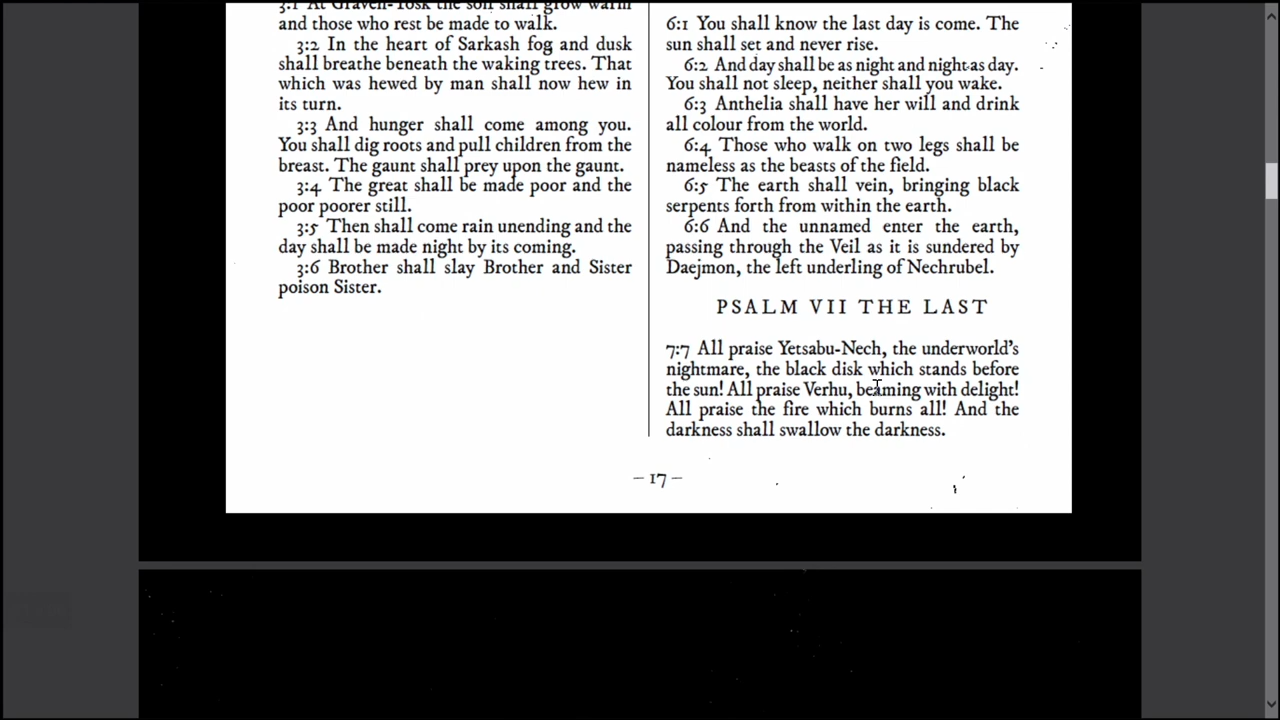 3:1 At Graven-Tosk the soil shall grow warm
and those who rest be made to walk.
3:2 In the heart of Sarkash fog and dusk
shall breathe beneath the waking trees. That
which was hewed by man shall now hew in
its turn.
3:3 And hunger shall come among you.
You shall dig roots and pull children from the
breast. The gaunt shall prey upon the gaunt.
3:4 The great shall be made poor and the
poor poorer still.
3:5 Then shall come rain unending and the
day shall be made night by its coming.
3:6 Brother shall slay Brother and Sister
poison Sister.
6:1 You shall know the last day is come. The
sun shall set and never rise.
6:2 And day shall be as night and night as day.
You shall not sleep, neither shall you wake.
6:3 Anthelia shall have her will and drink
all colour from the world.
6:4 Those who walk on two legs shall be
nameless as the beasts of the field.
6:5 The earth shall vein, bringing black
serpents forth from within the earth.
6:6 And the unnamed enter the earth,
passing through the Veil as it is sundered by
Daejmon, the left underling of Nechrubel.
PSALM VII THE LAST
7:7 All praise Yetsabu-Nech, the underworld's
nightmare, the black disk which stands before
the sun! All praise Verhu, beaming with delight!
All praise the fire which burns all! And the
darkness shall swallow the darkness.
– 17 –